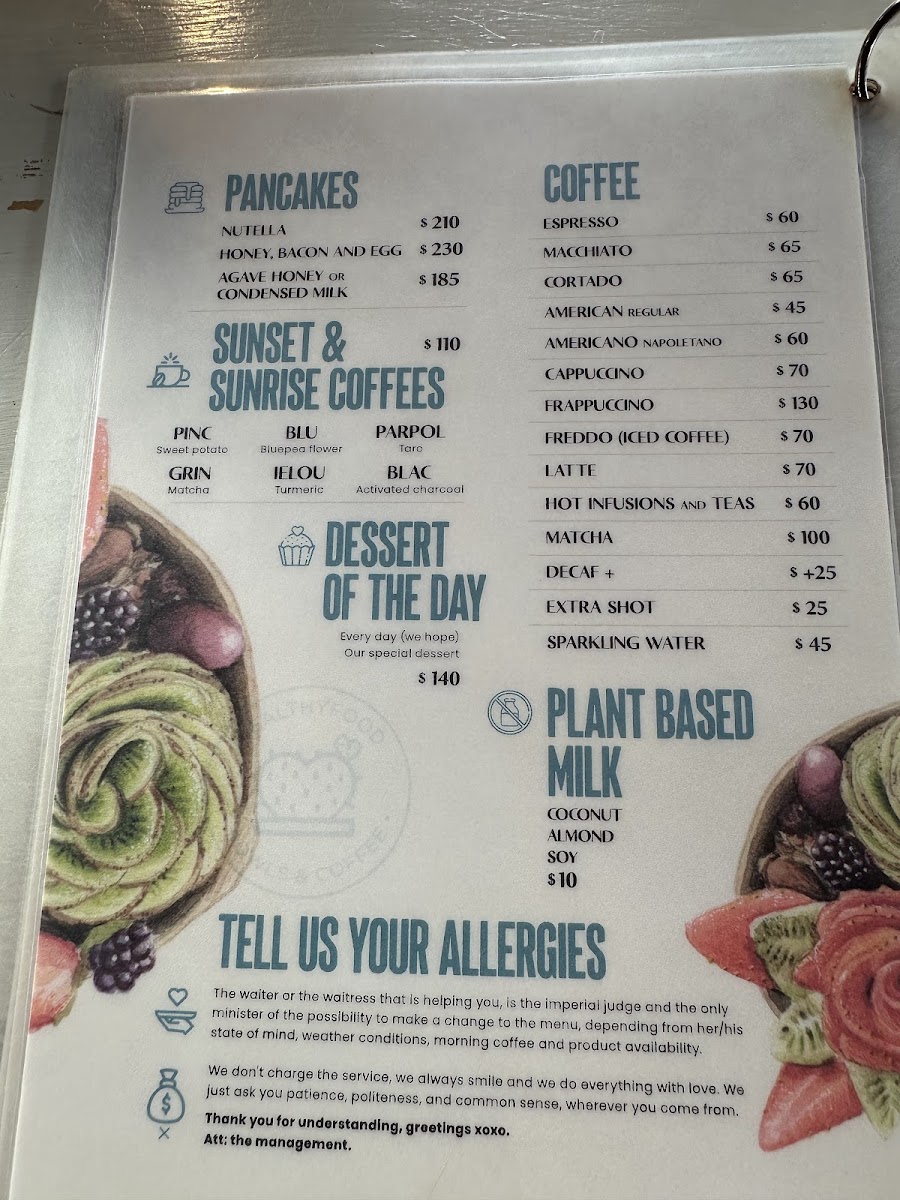 PANCAKES
NUTELLA $ 210
HONEY, BACON AND EGG $ 230
AGAVE HONEY OR
CONDENSED MILK $ 185
SUNSET &
SUNRISE COFFEES $ 110
PINC BLU PARPOL
Sweet potato Bluepea flower Taro
GRIN IELOU BLAC
Matcha Turmeric Activated charcoal
DESSERT
OF THE DAY
Every day (we hope)
Our special dessert
$ 140
COFFEE
ESPRESSO $ 60
MACCHIATO $ 65
CORTADO $ 65
AMERICAN REGULAR $ 45
AMERICANO NAPOLETANO $ 60
CAPPUCCINO $ 70
FRAPPUCCINO $ 130
FREDDO (ICED COFFEE) $ 70
LATTE $ 70
HOT INFUSIONS AND TEAS $ 60
MATCHA $ 100
DECAF + $ +25
EXTRA SHOT $ 25
SPARKLING WATER $ 45
PLANT BASED
MILK
COCONUT
ALMOND
SOY
$ 10
TELL US YOUR ALLERGIES
The waiter or the waitress that is helping you, is the imperial judge and the only
minister of the possibility to make a change to the menu, depending from her/his
state of mind, weather conditions, morning coffee and product availability.
We don't charge the service, we always smile and we do everything with love. We
just ask you patience, politeness, and common sense, wherever you come from.
Thank you for understanding, greetings xoxo.
Att: the management.